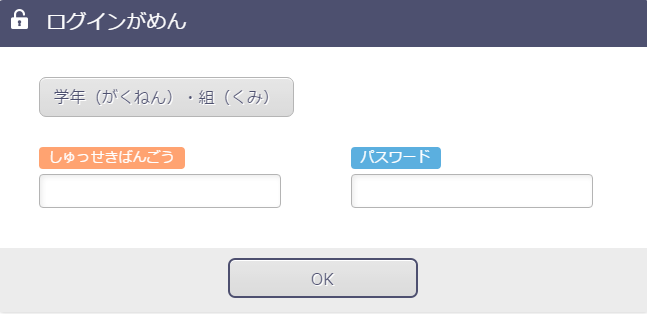 ログインがめん
学年（がくねん）・組（くみ）
しゅっせきばんごう
パスワード
OK